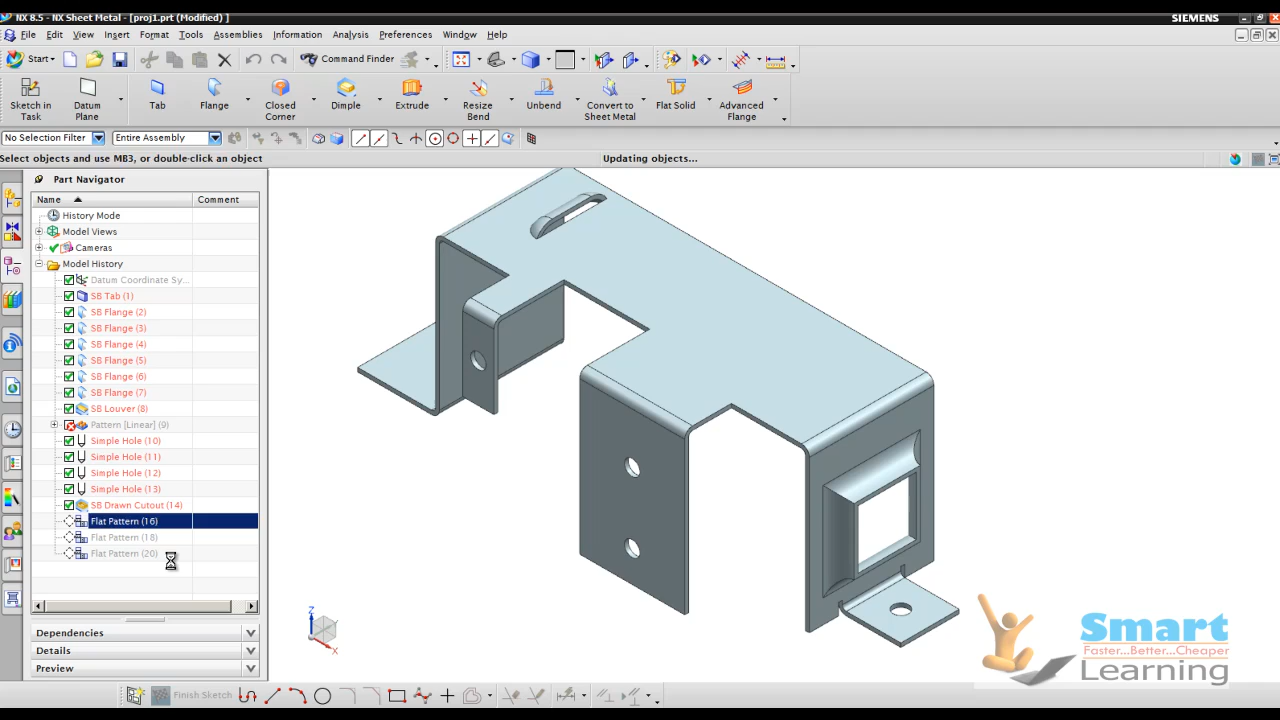 NX 8.5 - NX Sheet Metal - [proj1.prt (Modified) ]
SIEMENS
File Edit View Insert Format Tools Assemblies Information Analysis Preferences Window Help
Start Command Finder
Sketch in Task
Datum Plane
Tab
Flange
Closed Corner
Dimple
Extrude
Resize Bend
Unbend
Convert to Sheet Metal
Flat Solid
Advanced Flange
No Selection Filter Entire Assembly
Select objects and use MB3, or double-click an object
Updating objects...
Part Navigator
Name Comment
History Mode
Model Views
Cameras
Model History
Datum Coordinate Sy...
SB Tab (1)
SB Flange (2)
SB Flange (3)
SB Flange (4)
SB Flange (5)
SB Flange (6)
SB Flange (7)
SB Louver (8)
Pattern [Linear] (9)
Simple Hole (10)
Simple Hole (11)
Simple Hole (12)
Simple Hole (13)
SB Drawn Cutout (14)
Flat Pattern (16)
Flat Pattern (18)
Flat Pattern (20)
Dependencies
Details
Preview
Z
X
Smart
Faster...Better...Cheaper
Learning
Finish Sketch